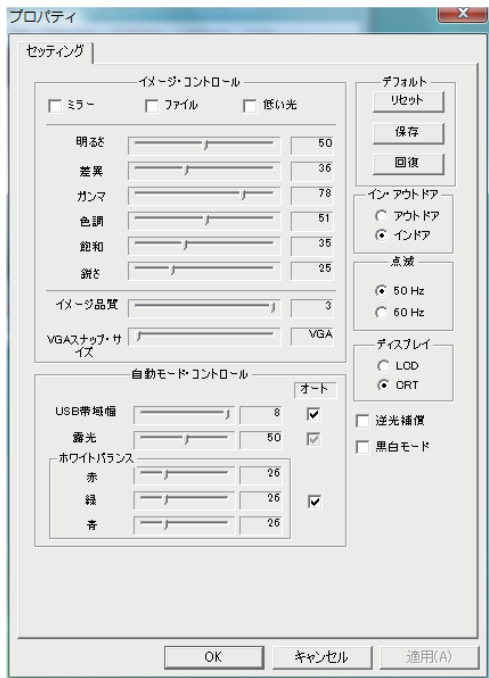 プロパティ
セッティング
イメージ・コントロール
ミラー
ファイル
低い光
明るさ 50
差異 36
ガンマ 78
色調 51
飽和 35
鋭さ 25
イメージ品質 3
VGAスナップ・サイズ VGA
自動モード・コントロール
オート
USB帯域幅 8
露光 50
ホワイトバランス
赤 26
緑 26
青 26
デフォルト
リセット
保存
回復
イン・アウトドア
アウトドア
インドア
点滅
50 Hz
60 Hz
ディスプレイ
LCD
CRT
逆光補償
黒白モード
OK
キャンセル
適用(A)